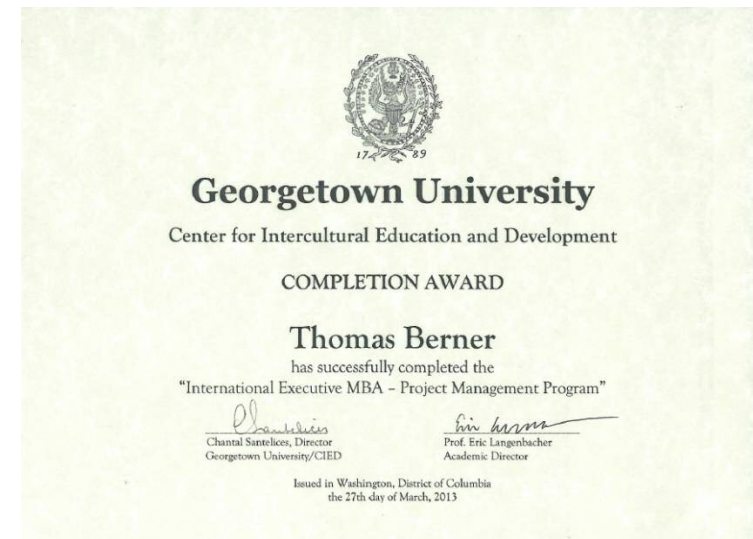 17 89
Georgetown University
Center for Intercultural Education and Development
COMPLETION AWARD
Thomas Berner
has successfully completed the
"International Executive MBA – Project Management Program"
Chantal Santelices, Director
Georgetown University/CIED
Prof. Eric Langenbacher
Academic Director
Issued in Washington, District of Columbia
the 27th day of March, 2013